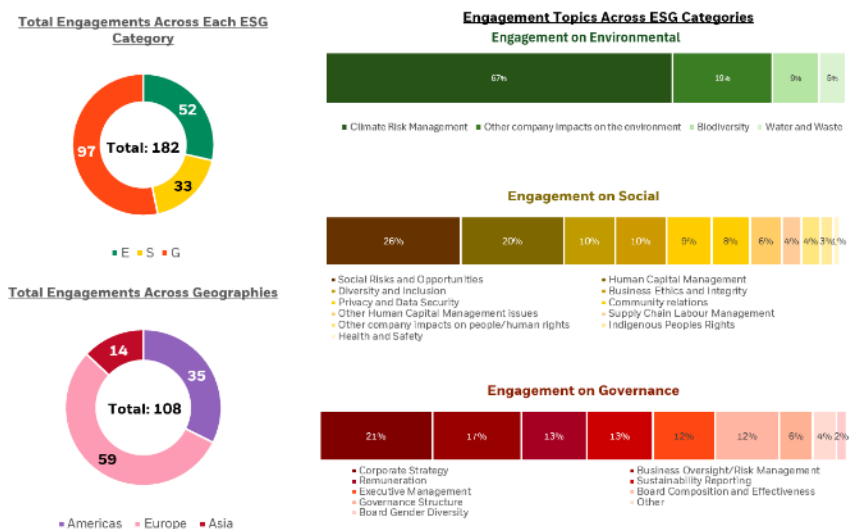 Total Engagements Across Each ESG
Category
52
97
Total: 182
33
E S G
Total Engagements Across Geographies
14
35
Total: 108
59
Americas Europe Asia
Engagement Topics Across ESG Categories
Engagement on Environmental
67% 19% 9% 5%
Climate Risk Management Other company impacts on the environment Biodiversity Water and Waste
Engagement on Social
26% 20% 10% 10% 9% 8% 6% 4% 4% 3% 1%
Social Risks and Opportunities Human Capital Management
Diversity and Inclusion Business Ethics and Integrity
Privacy and Data Security Community relations
Other Human Capital Management issues Supply Chain Labour Management
Other company impacts on people/human rights Indigenous Peoples Rights
Health and Safety
Engagement on Governance
21% 17% 13% 13% 12% 12% 6% 4% 2%
Corporate Strategy Business Oversight/Risk Management
Remuneration Sustainability Reporting
Executive Management Board Composition and Effectiveness
Governance Structure Other
Board Gender Diversity